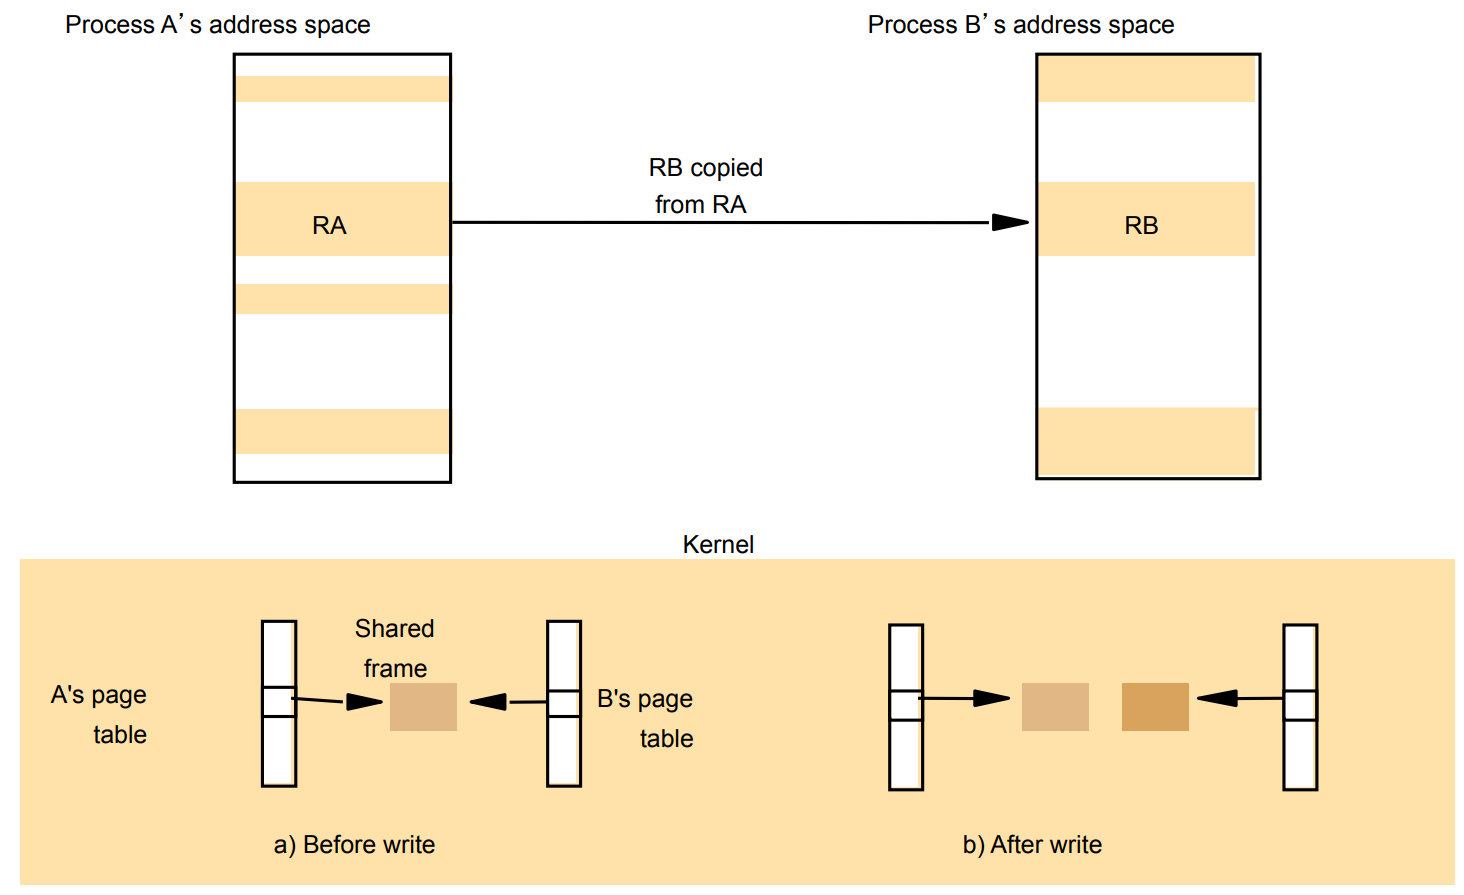 Process A’s address space
Process B’s address space
RB copied
from RA
RA
RB
Kernel
Shared
frame
A's page
table
B's page
table
a) Before write
b) After write